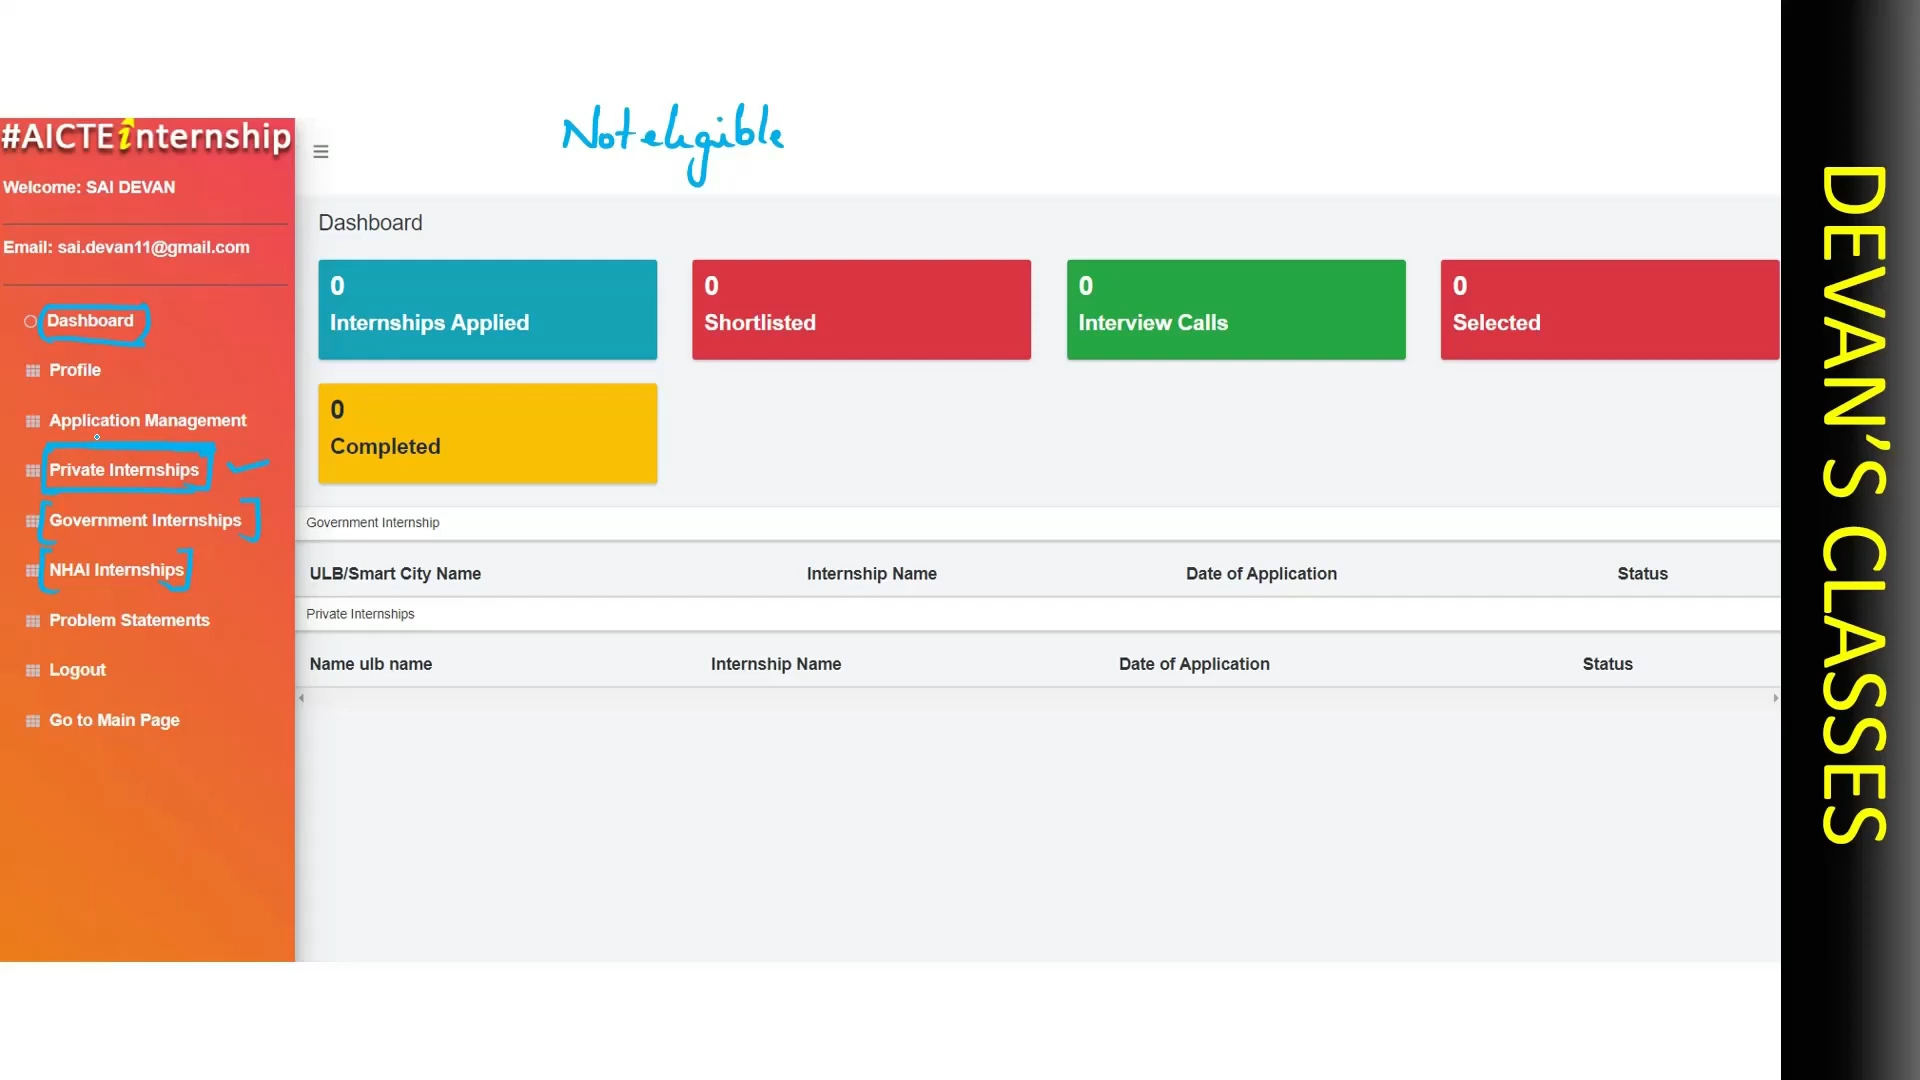 Not eligible
#AICTEinternship
Welcome: SAI DEVAN
Email: sai.devan11@gmail.com
Dashboard
Profile
Application Management
Private Internships
Government Internships
NHAI Internships
Problem Statements
Logout
Go to Main Page
Dashboard
0
Internships Applied
0
Shortlisted
0
Interview Calls
0
Selected
0
Completed
Government Internship
ULB/Smart City Name Internship Name Date of Application Status
Private Internships
Name ulb name Internship Name Date of Application Status
DEVAN'S CLASSES